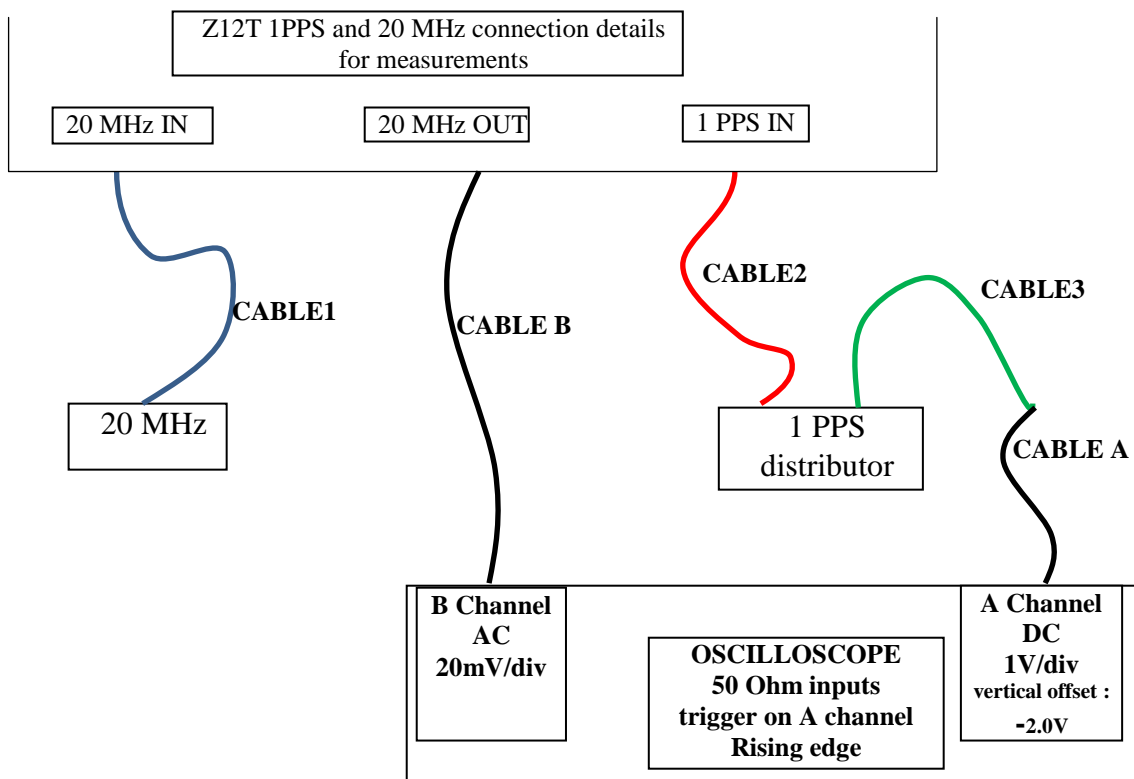 Z12T 1PPS and 20 MHz connection details
for measurements
20 MHz IN
20 MHz OUT
1 PPS IN
CABLE1
CABLE B
CABLE2
CABLE3
20 MHz
1 PPS
distributor
CABLE A
B Channel
AC
20mV/div
OSCILLOSCOPE
50 Ohm inputs
trigger on A channel
Rising edge
A Channel
DC
1V/div
vertical offset :
-2.0V